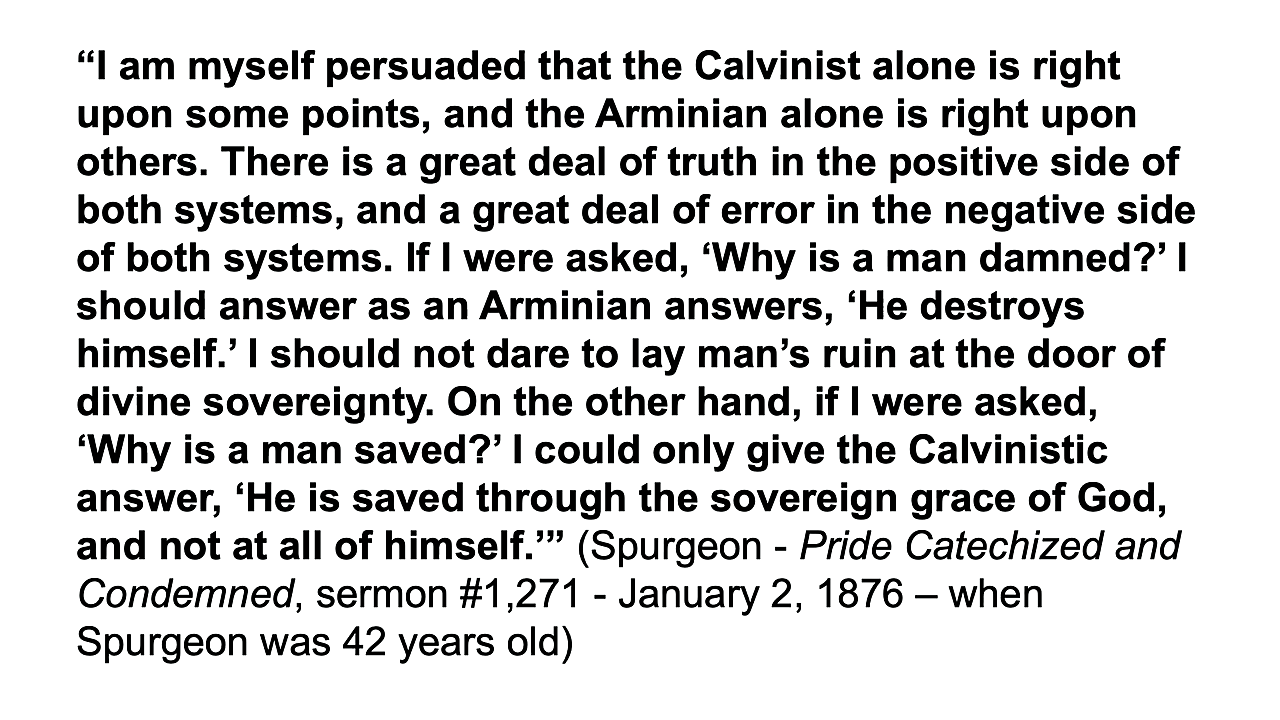 “I am myself persuaded that the Calvinist alone is right
upon some points, and the Arminian alone is right upon
others. There is a great deal of truth in the positive side of
both systems, and a great deal of error in the negative side
of both systems. If I were asked, ‘Why is a man damned?’ I
should answer as an Arminian answers, ‘He destroys
himself.’ I should not dare to lay man’s ruin at the door of
divine sovereignty. On the other hand, if I were asked,
‘Why is a man saved?’ I could only give the Calvinistic
answer, ‘He is saved through the sovereign grace of God,
and not at all of himself.’” (Spurgeon - Pride Catechized and
Condemned, sermon #1,271 - January 2, 1876 – when
Spurgeon was 42 years old)